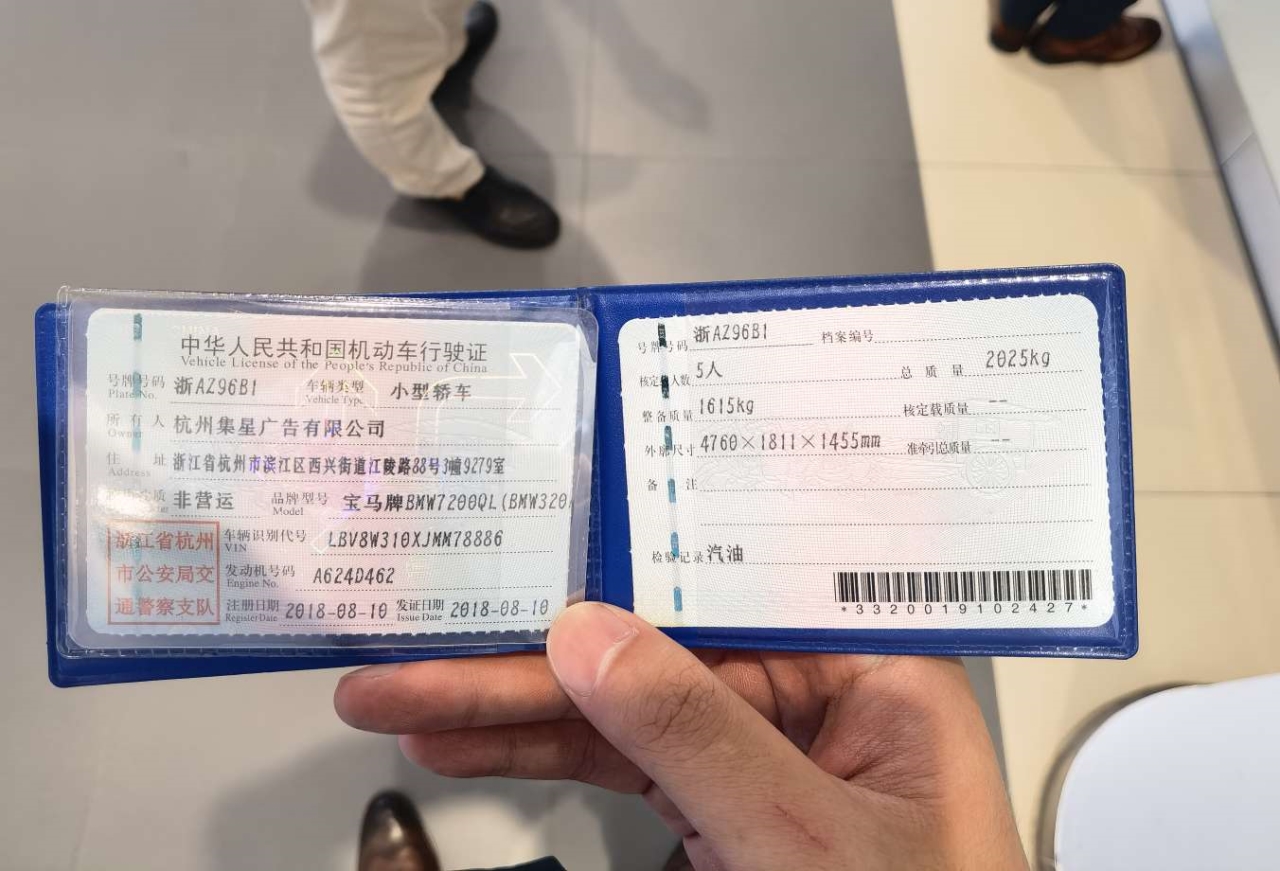 中华人民共和国机动车行驶证
Vehicle License of the People's Republic of China
号牌号码 浙AZ96B1 车辆类型 小型轿车
Plate No. Vehicle Type
所有人 杭州集星广告有限公司
Owner
住址 浙江省杭州市滨江区西兴街道江陵路88号3幢9279室
Address
质 非营运 品牌型号 宝马牌BMW7200QL(BMW320
Model
浙江省杭州
市公安局交
通警察支队
车辆识别代号 LBV8W310XJMM78886
VIN
发动机号码 A624D462
Engine No.
注册日期 2018-08-10 发证日期 2018-08-10
Register Date Issue Date
号牌号码 浙AZ96B1 档案编号
核定人数 5人 总质量 2025kg
整备质量 1615kg 核定载质量 --
外廓尺寸 4760×1811×1455mm 准牵引总质量 --
备注
检验记录 汽油
*3320019102427*